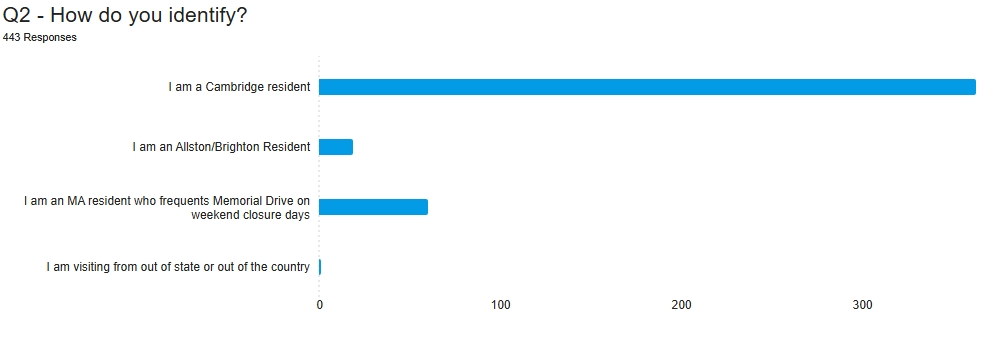 Q2 - How do you identify?
443 Responses
I am a Cambridge resident
I am an Allston/Brighton Resident
I am an MA resident who frequents Memorial Drive on
weekend closure days
I am visiting from out of state or out of the country
0 100 200 300